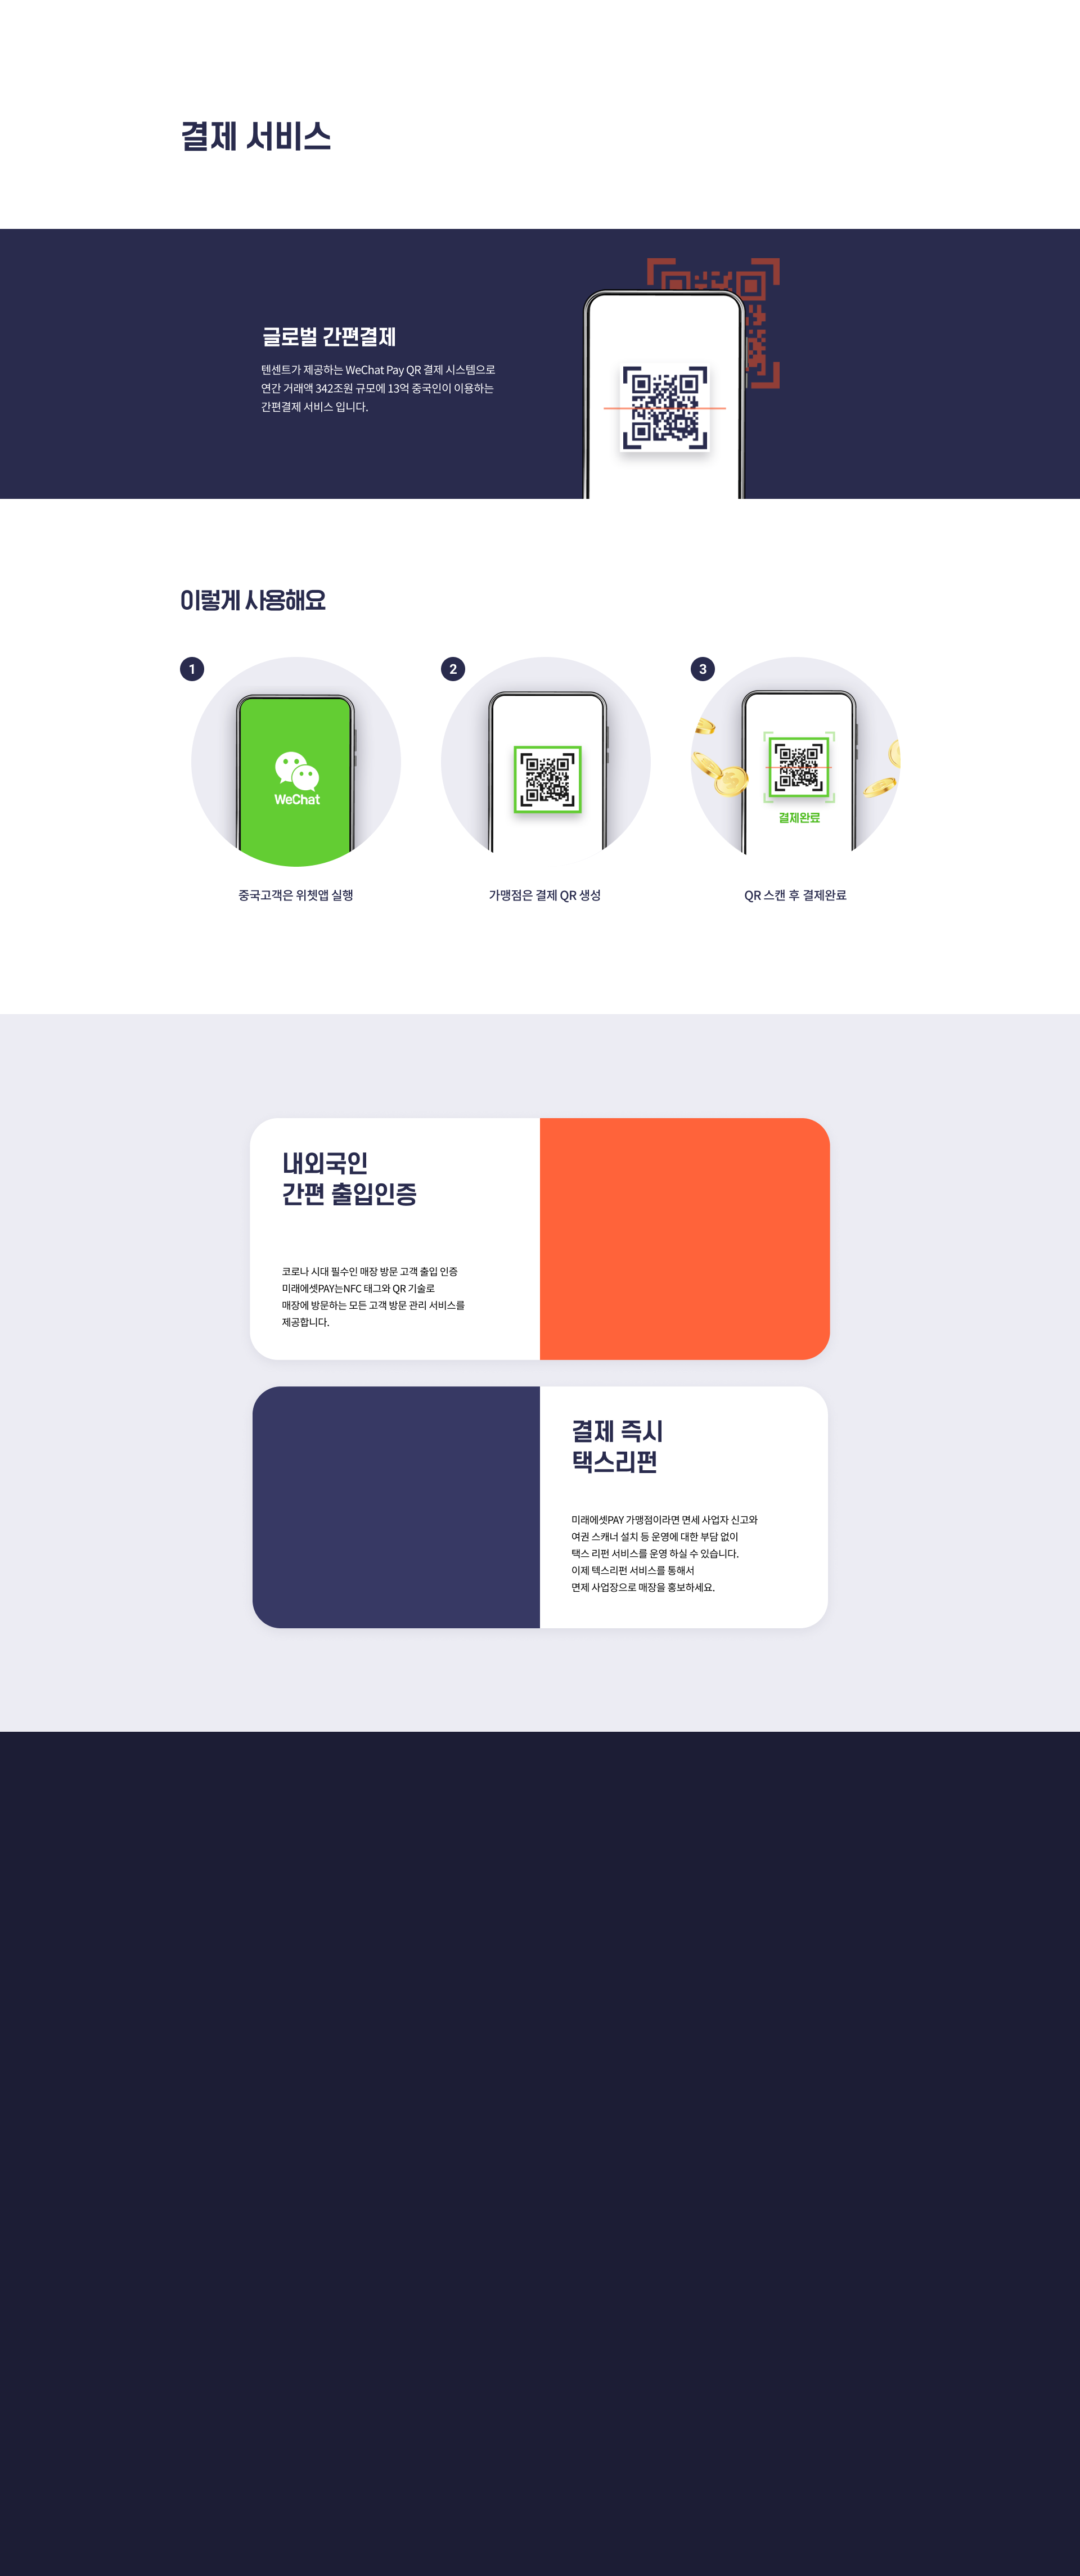 결제 서비스
글로벌 간편결제
텐센트가 제공하는 WeChat Pay QR 결제 시스템으로
연간 거래액 342조원 규모에 13억 중국인이 이용하는
간편결제 서비스 입니다.
이렇게 사용해요
1
2
3
WeChat
결제완료
중국고객은 위쳇앱 실행
가맹점은 결제 QR 생성
QR 스캔 후 결제완료
내외국인
간편 출입인증
코로나 시대 필수인 매장 방문 고객 출입 인증
미래에셋PAY는NFC 태그와 QR 기술로
매장에 방문하는 모든 고객 방문 관리 서비스를
제공합니다.
결제 즉시
택스리펀
미래에셋PAY 가맹점이라면 면세 사업자 신고와
여권 스캐너 설치 등 운영에 대한 부담 없이
택스 리펀 서비스를 운영 하실 수 있습니다.
이제 텍스리펀 서비스를 통해서
면제 사업장으로 매장을 홍보하세요.